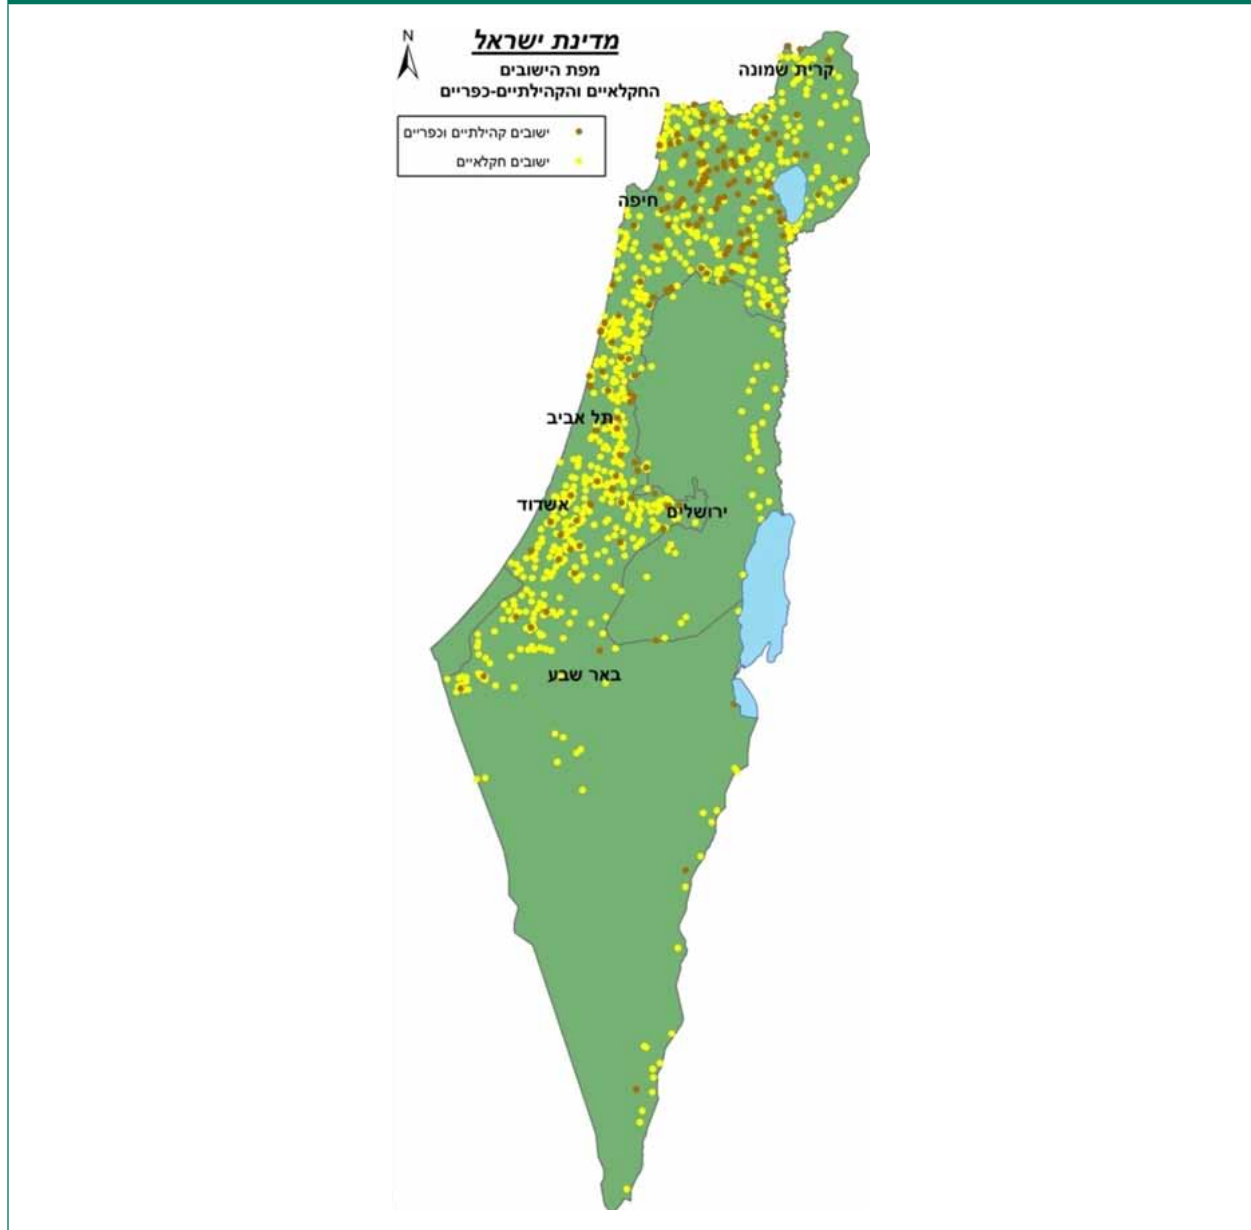 N
מדינת ישראל
מפת הישובים
החקלאיים והקהילתיים-כפריים
ישובים קהילתיים וכפריים
ישובים חקלאיים
קרית שמונה
חיפה
תל אביב
אשדוד
ירושלים
באר שבע